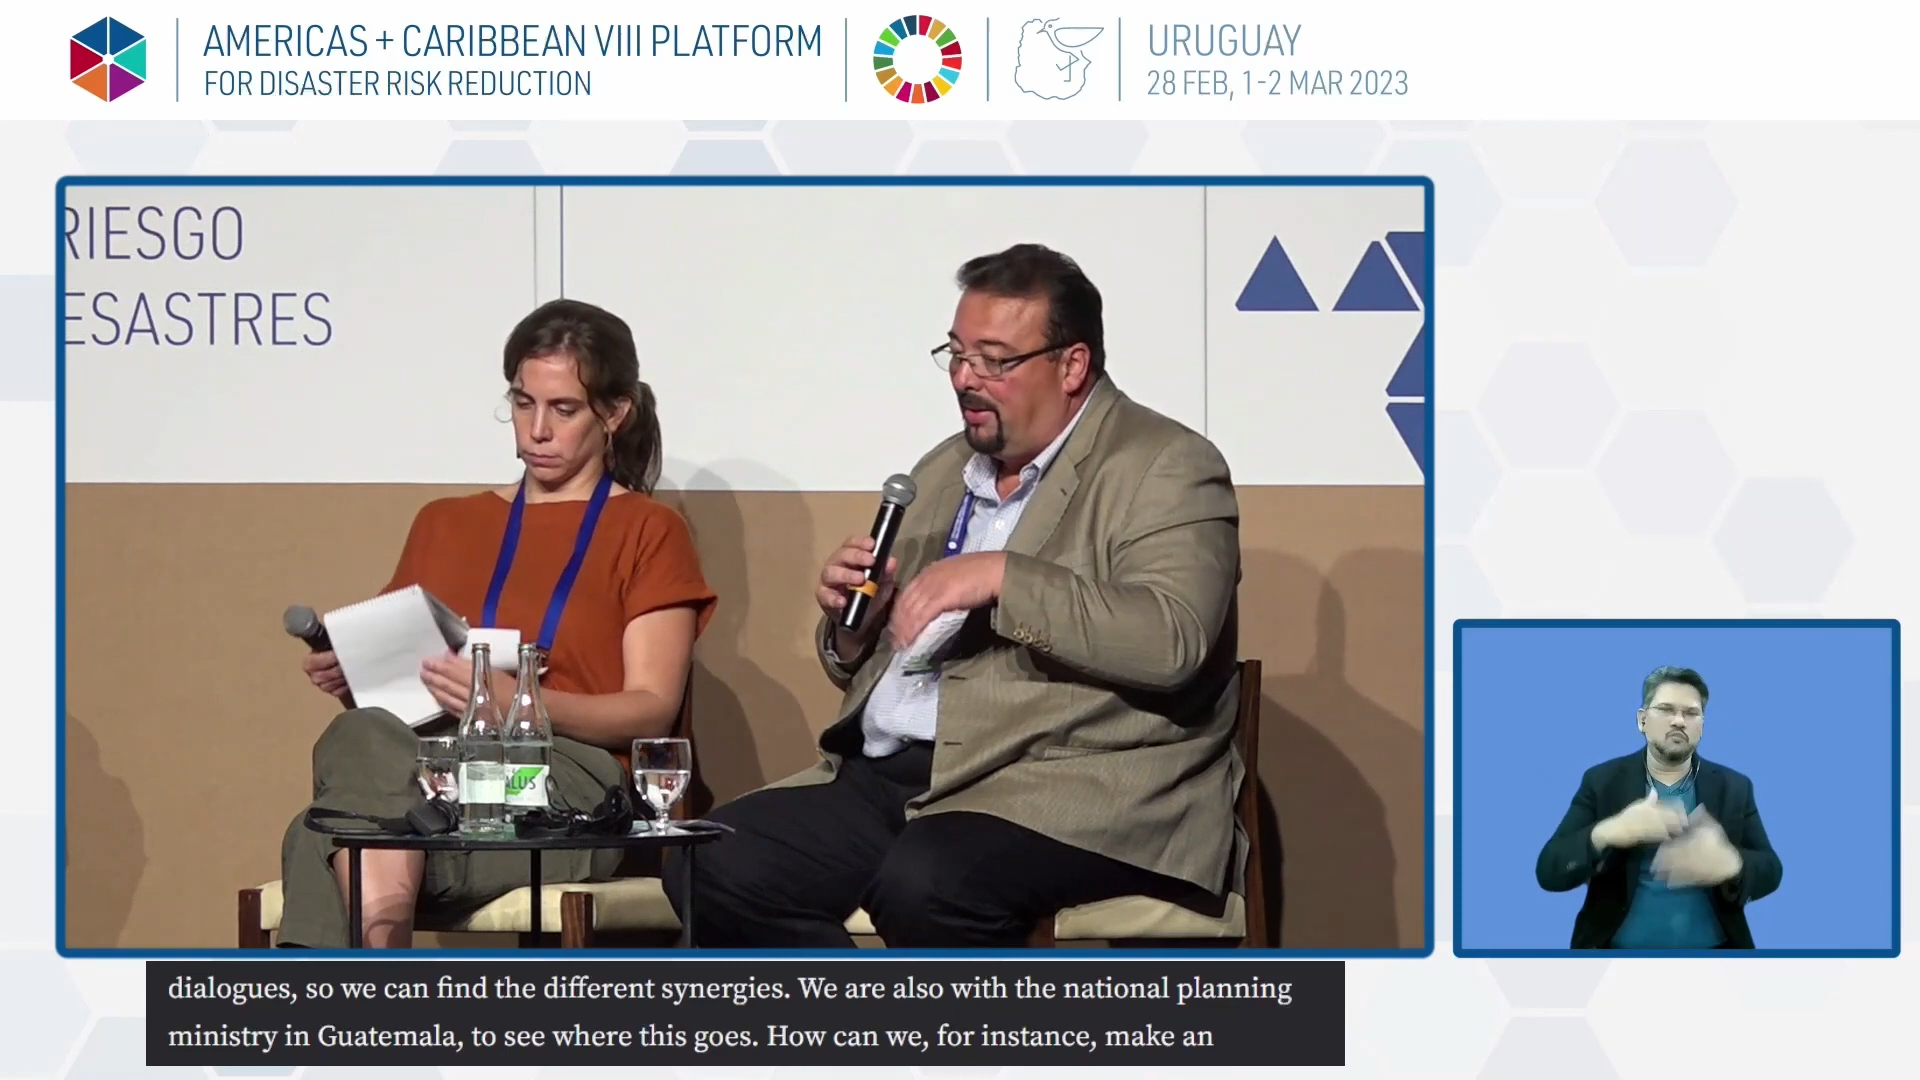 AMERICAS + CARIBBEAN VIII PLATFORM
FOR DISASTER RISK REDUCTION
URUGUAY
28 FEB, 1-2 MAR 2023
RIESGO
ESASTRES
dialogues, so we can find the different synergies. We are also with the national planning
ministry in Guatemala, to see where this goes. How can we, for instance, make an